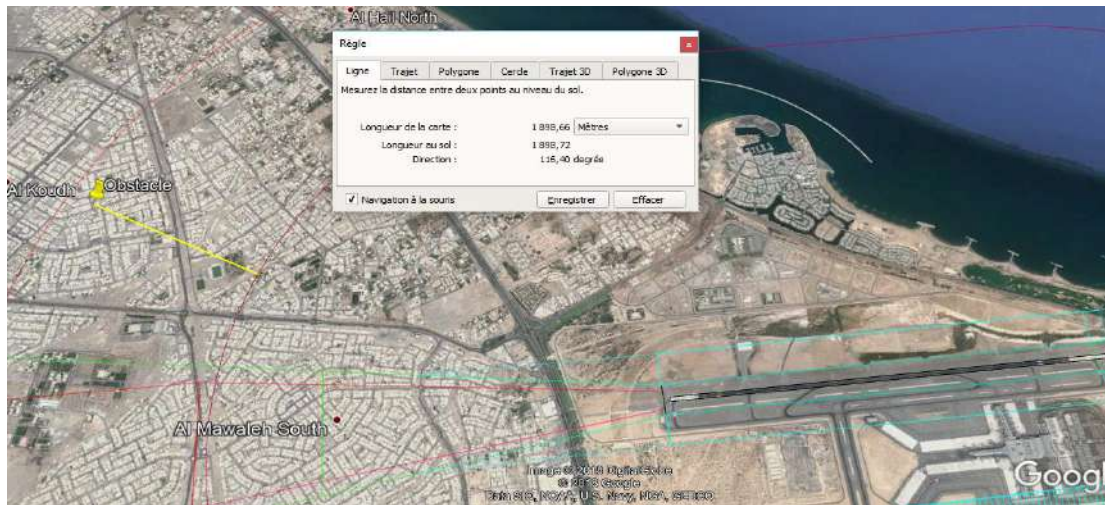 Al Hail North
Règle
Ligne Trajet Polygone Cercle Trajet 3D Polygone 3D
Mesurez la distance entre deux points au niveau du sol.
Longueur de la carte : 1 898,66 Mètres
Longueur au sol : 1 898,72
Direction : 116,40 degrée
Navigation à la souris Enregistrer Effacer
Al Koudh Obstacle
Al Mawaleh South
Image © 2018 DigitalGlobe
© 2018 Google
Data SIO, NOAA, U.S. Navy, NGA, GEBCO
Googl